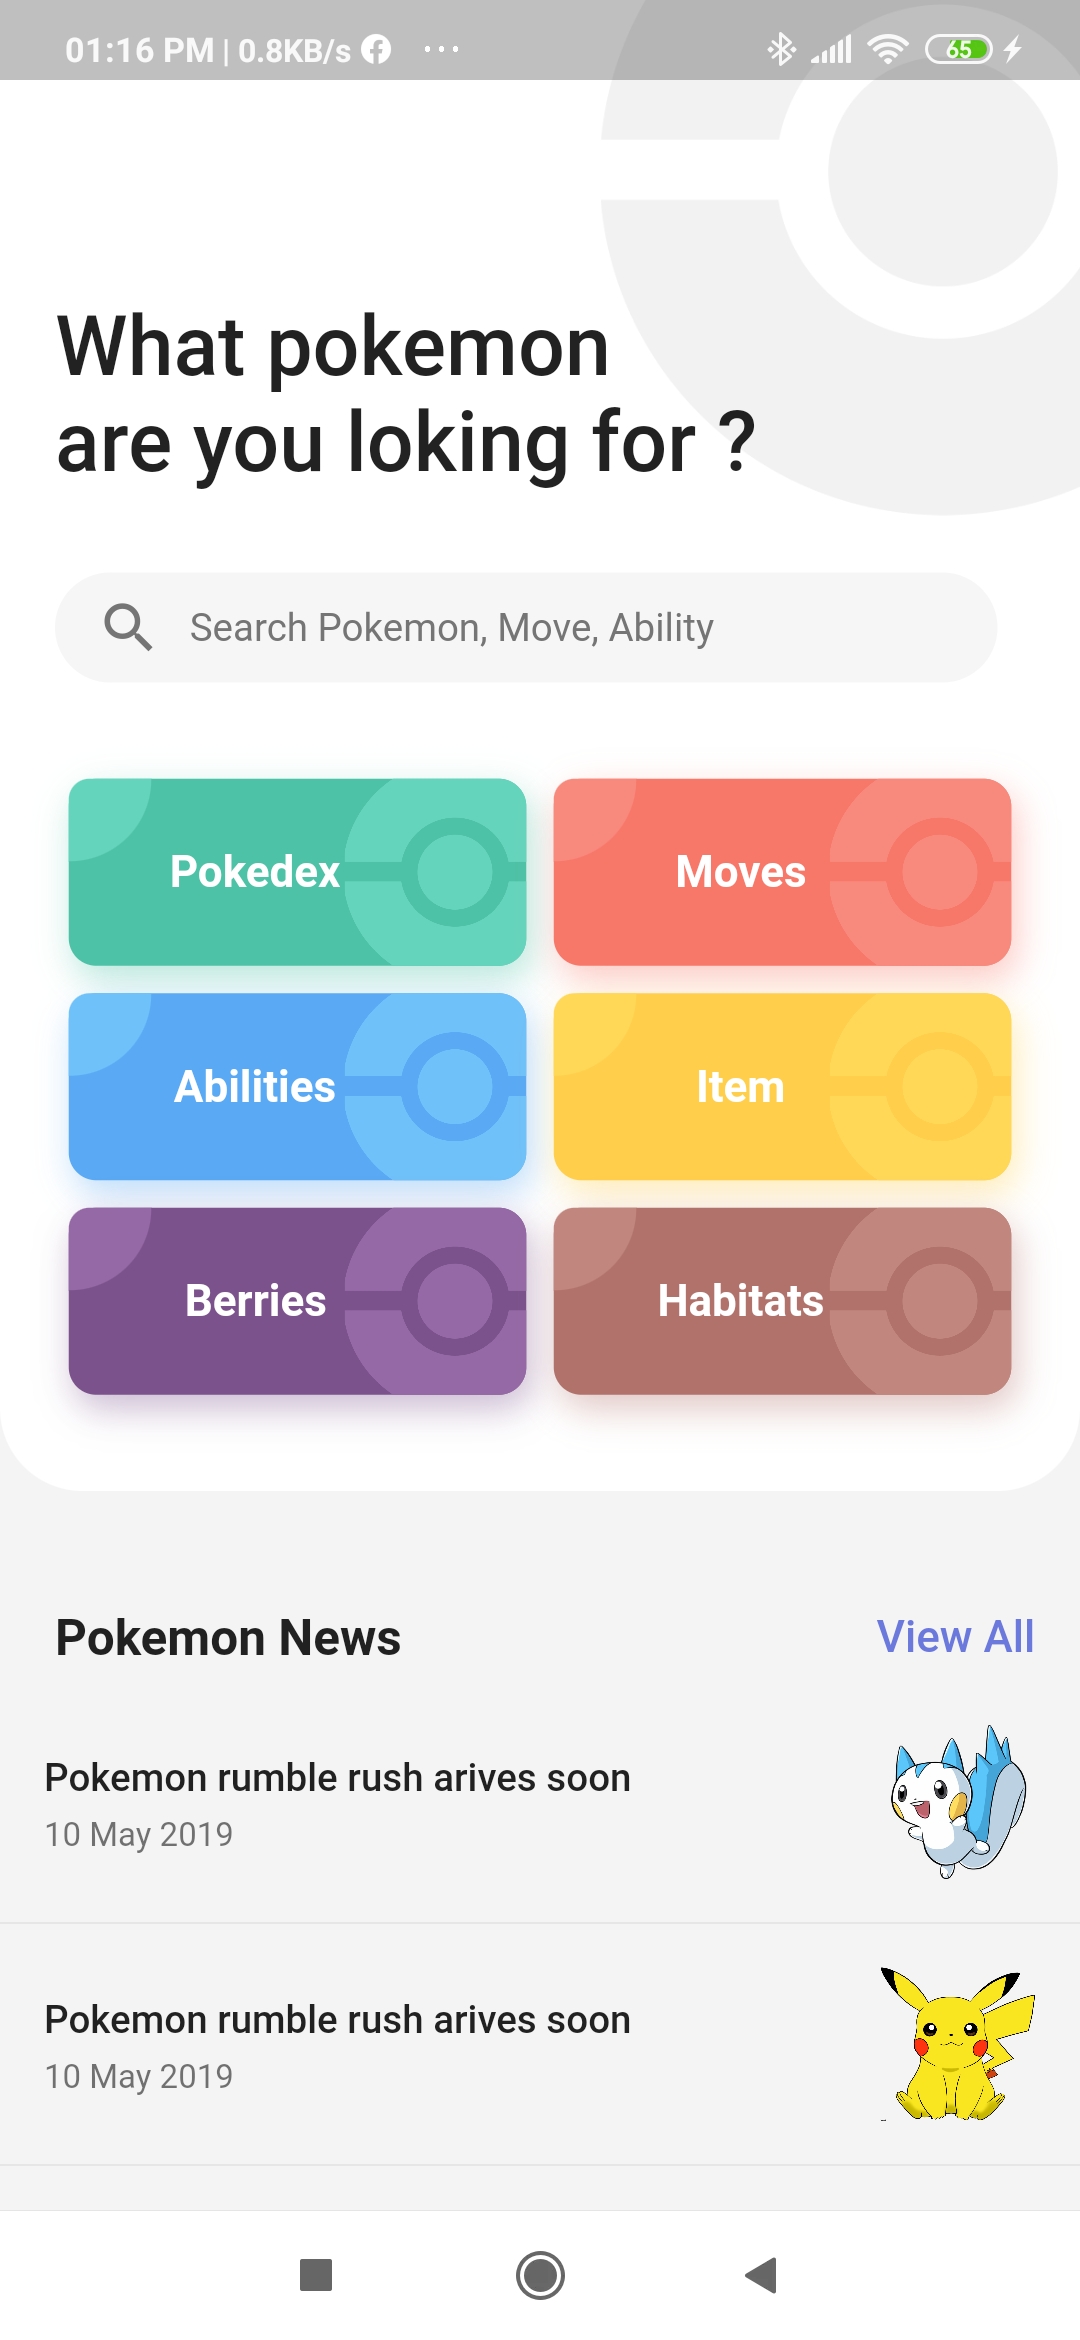 01:16 PM | 0.8KB/s ...
65
What pokemon
are you loking for ?
Search Pokemon, Move, Ability
Pokedex
Moves
Abilities
Item
Berries
Habitats
Pokemon News
View All
Pokemon rumble rush arives soon
10 May 2019
Pokemon rumble rush arives soon
10 May 2019